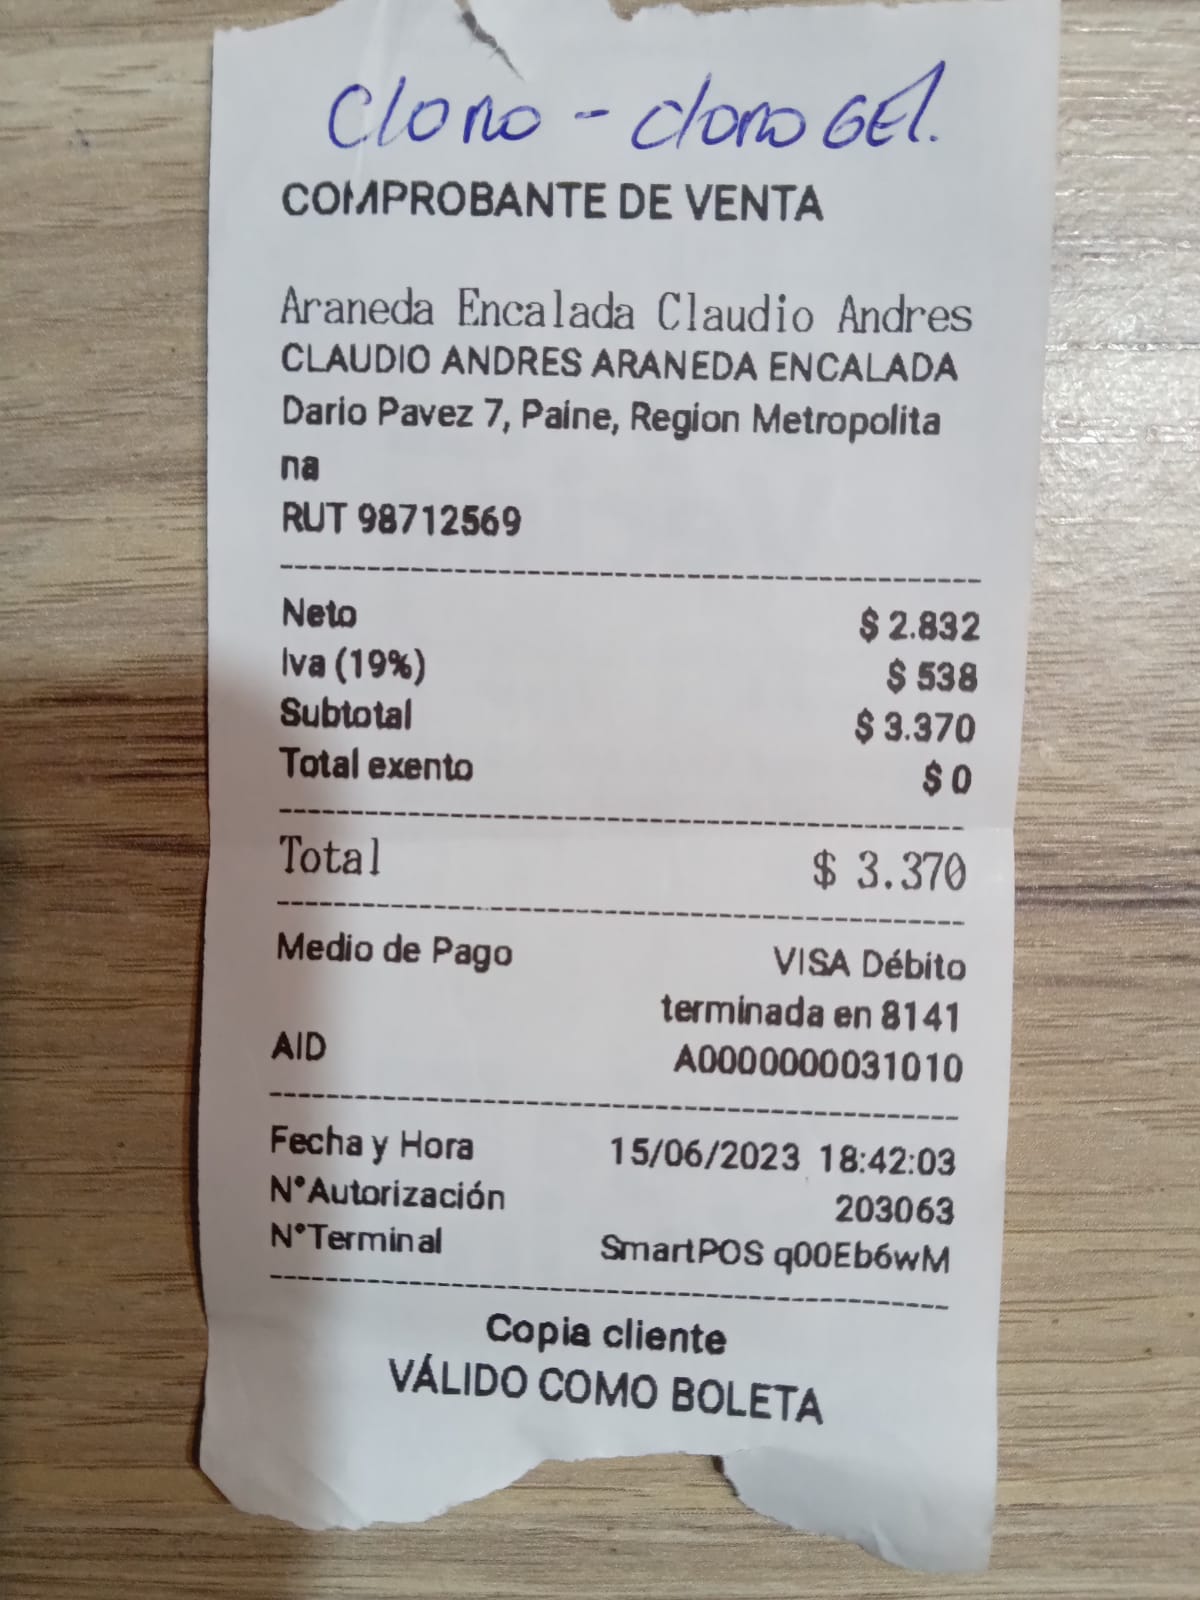 Cloro - cloro GEL.
COMPROBANTE DE VENTA
Araneda Encalada Claudio Andres
CLAUDIO ANDRES ARANEDA ENCALADA
Dario Pavez 7, Paine, Region Metropolita
na
RUT 98712569
Neto $ 2.832
Iva (19%) $ 538
Subtotal $ 3.370
Total exento $ 0
Total $ 3.370
Medio de Pago VISA Débito
terminada en 8141
AID A0000000031010
Fecha y Hora 15/06/2023 18:42:03
N°Autorización 203063
N°Terminal SmartPOS q00Eb6wM
Copia cliente
VÁLIDO COMO BOLETA